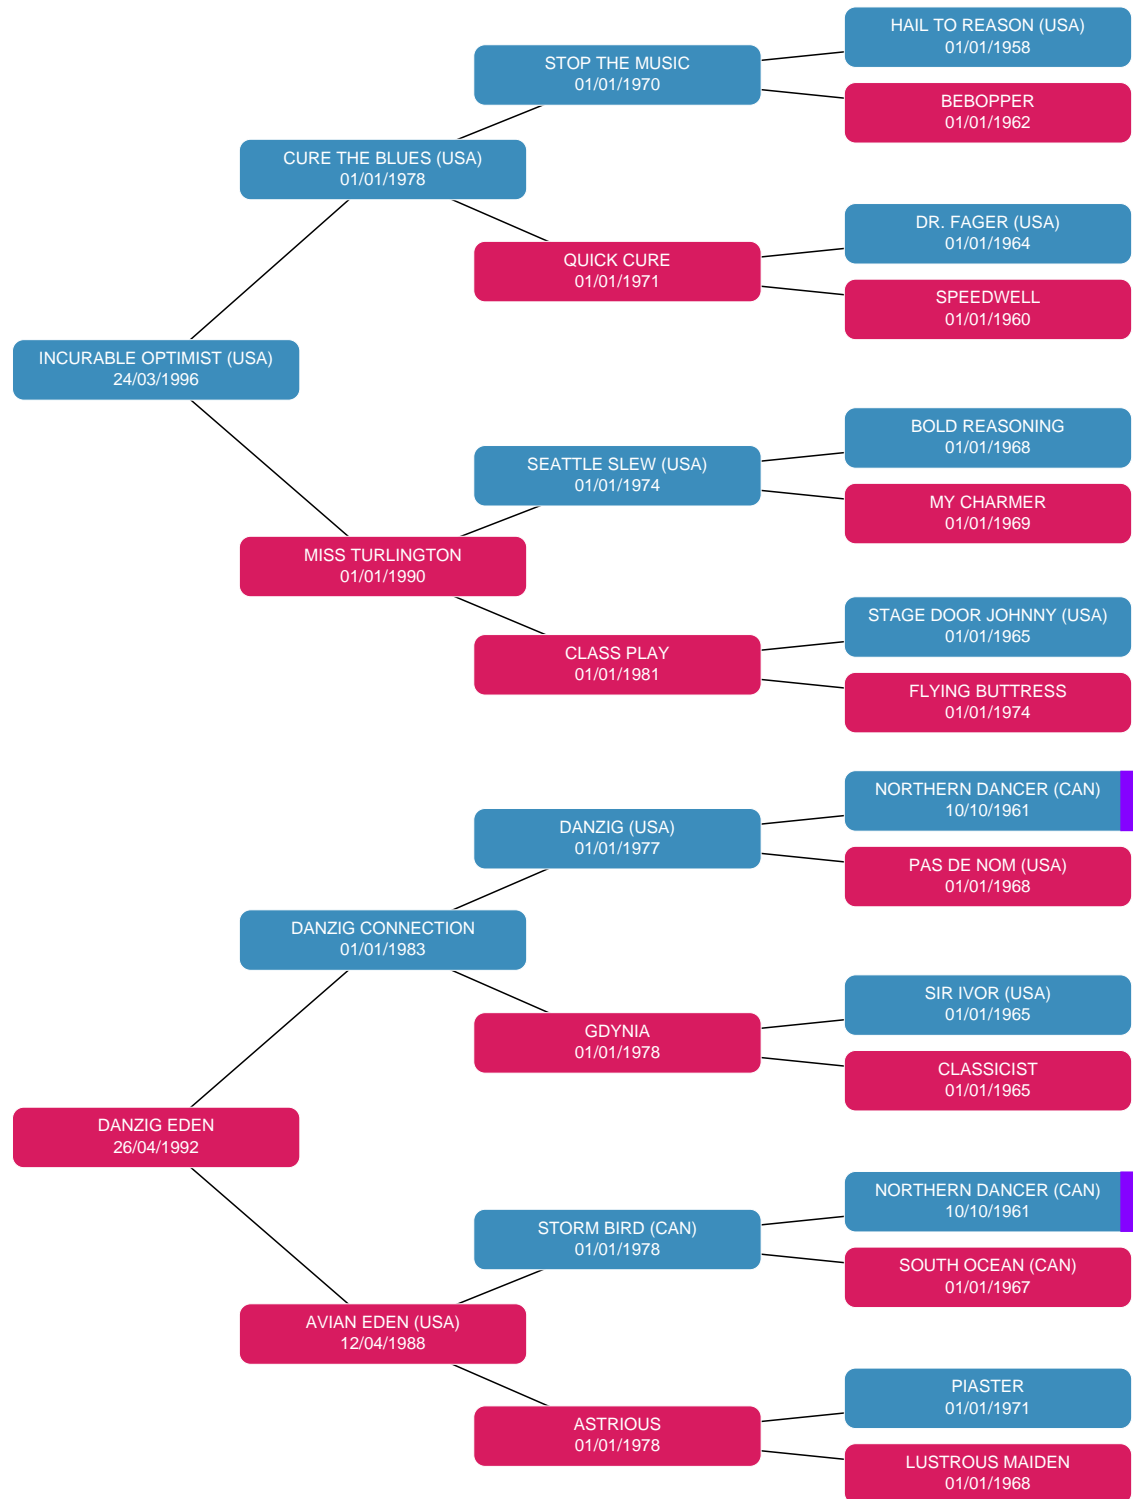 HAIL TO REASON (USA)
01/01/1958
STOP THE MUSIC
01/01/1970
BEBOPPER
01/01/1962
CURE THE BLUES (USA)
01/01/1978
DR. FAGER (USA)
01/01/1964
QUICK CURE
01/01/1971
SPEEDWELL
01/01/1960
INCURABLE OPTIMIST (USA)
24/03/1996
BOLD REASONING
01/01/1968
SEATTLE SLEW (USA)
01/01/1974
MY CHARMER
01/01/1969
MISS TURLINGTON
01/01/1990
STAGE DOOR JOHNNY (USA)
01/01/1965
CLASS PLAY
01/01/1981
FLYING BUTTRESS
01/01/1974
NORTHERN DANCER (CAN)
10/10/1961
DANZIG (USA)
01/01/1977
PAS DE NOM (USA)
01/01/1968
DANZIG CONNECTION
01/01/1983
SIR IVOR (USA)
01/01/1965
GDYNIA
01/01/1978
CLASSICIST
01/01/1965
DANZIG EDEN
26/04/1992
NORTHERN DANCER (CAN)
10/10/1961
STORM BIRD (CAN)
01/01/1978
SOUTH OCEAN (CAN)
01/01/1967
AVIAN EDEN (USA)
12/04/1988
PIASTER
01/01/1971
ASTRIOUS
01/01/1978
LUSTROUS MAIDEN
01/01/1968